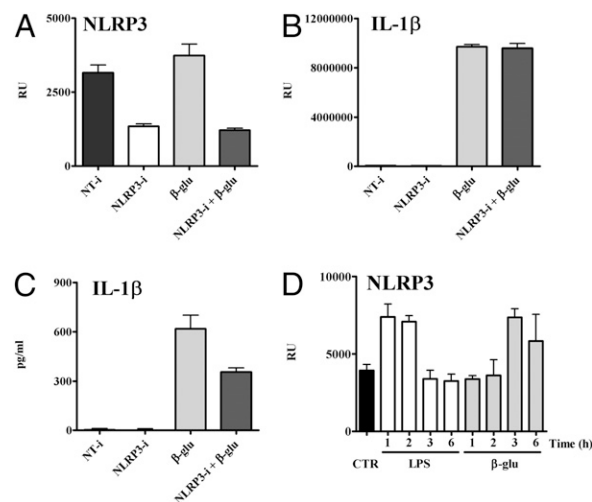 A
NLRP3
RU
5000
2500
0
NT-i
NLRP3-i
β-glu
NLRP3-i + β-glu
B
IL-1β
RU
12000000
8000000
4000000
0
NT-i
NLRP3-i
β-glu
NLRP3-i + β-glu
C
IL-1β
pg/ml
900
600
300
0
NT-i
NLRP3-i
β-glu
NLRP3-i + β-glu
D
NLRP3
RU
10000
5000
0
1 2 3 6 1 2 3 6 Time (h)
CTR LPS β-glu